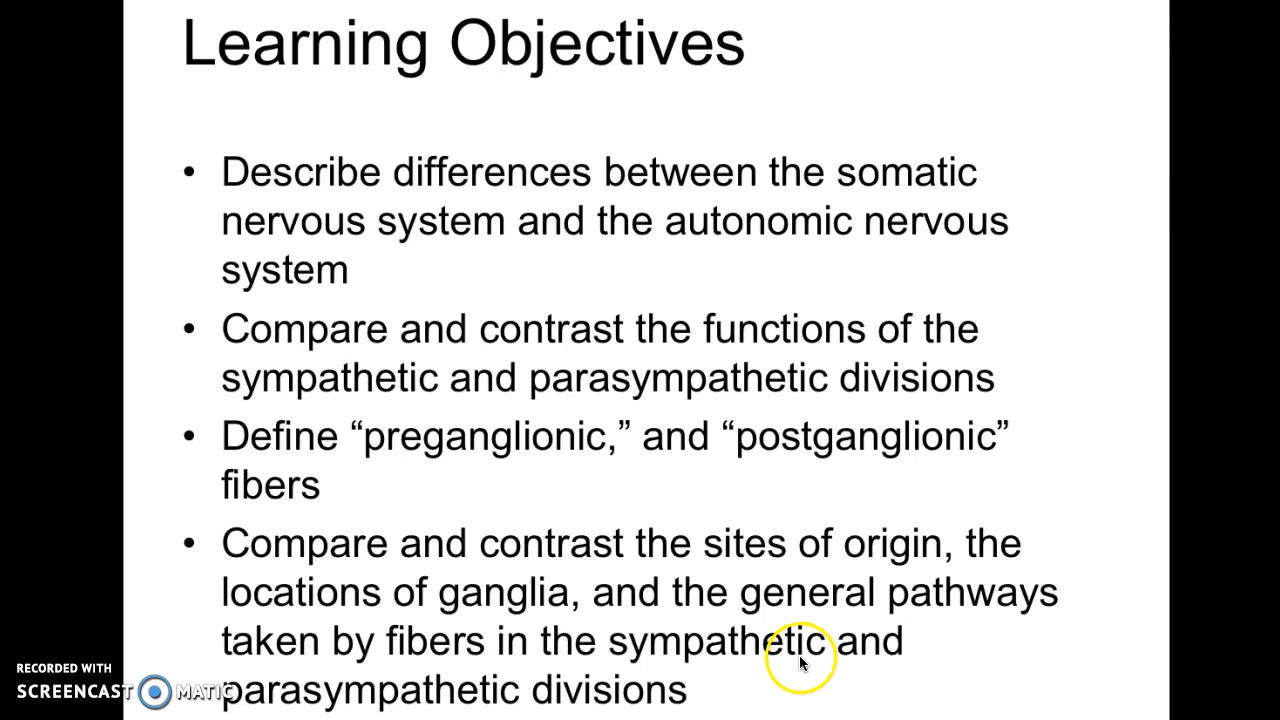 Learning Objectives
• Describe differences between the somatic
nervous system and the autonomic nervous
system
• Compare and contrast the functions of the
sympathetic and parasympathetic divisions
• Define “preganglionic,” and “postganglionic”
fibers
• Compare and contrast the sites of origin, the
locations of ganglia, and the general pathways
taken by fibers in the sympathetic and
parasympathetic divisions
RECORDED WITH
SCREENCAST MATIC